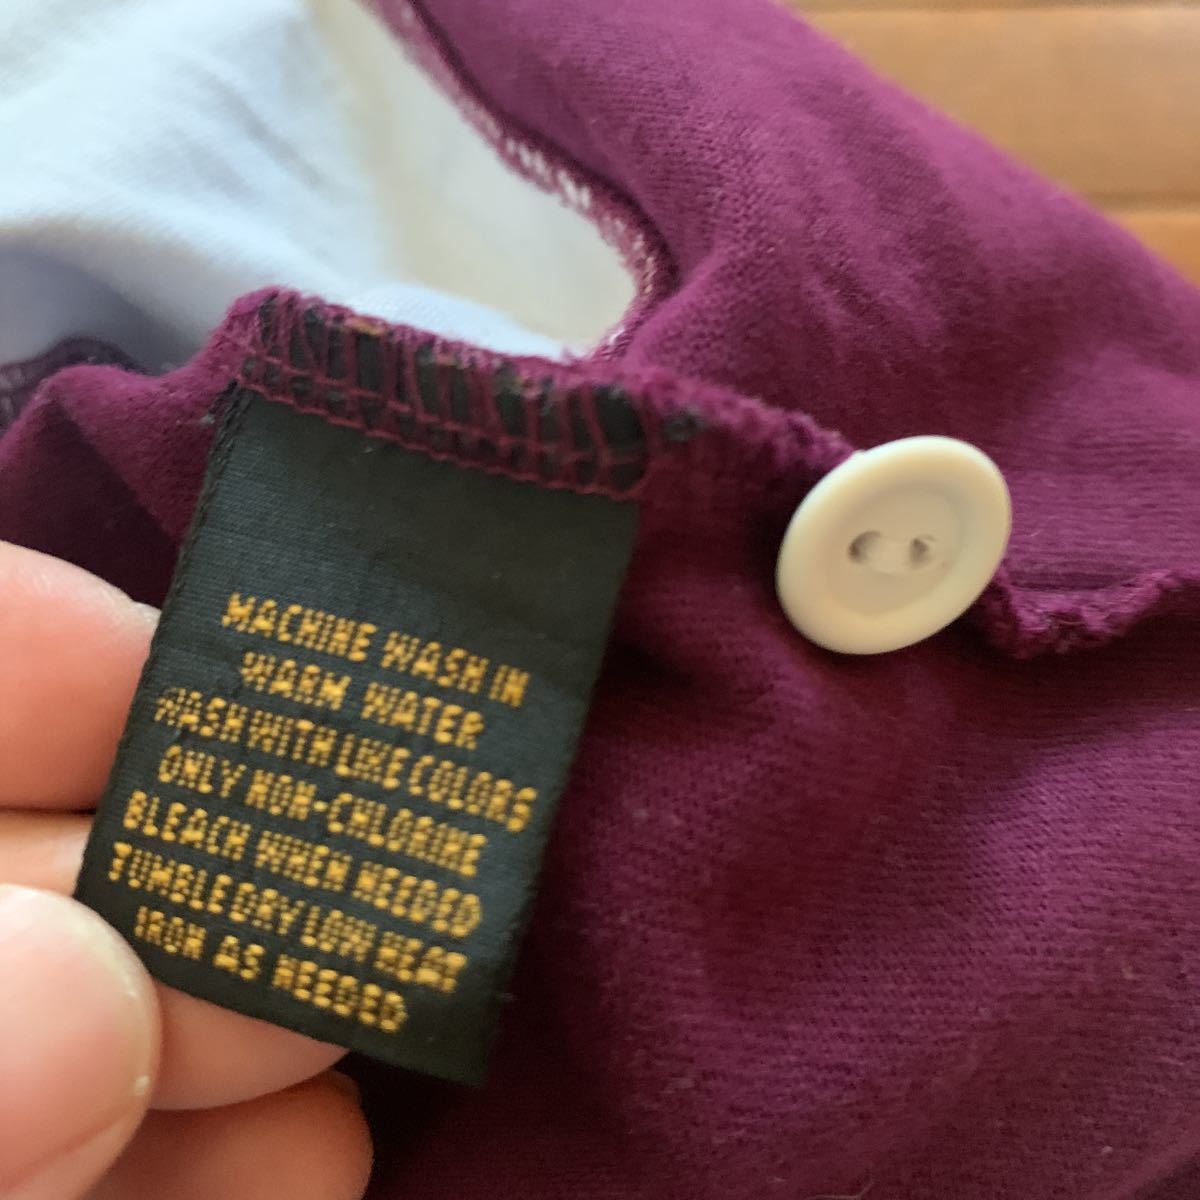 MACHINE WASH IN
WARM WATER
WASH WITH LIKE COLORS
ONLY NON-CHLORINE
BLEACH WHEN NEEDED
TUMBLE DRY LOW HEAT
IRON AS NEEDED